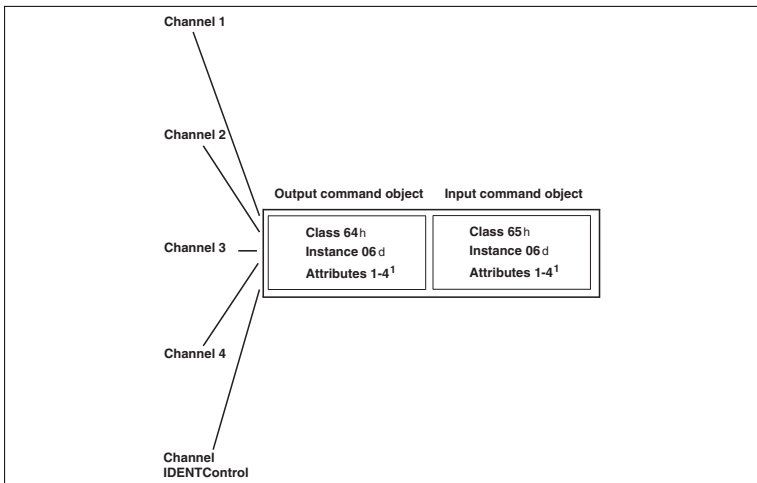 Channel 1
Channel 2
Output command object
Input command object
Class 64h
Instance 06d
Attributes 1-4¹
Class 65h
Instance 06d
Attributes 1-4¹
Channel 3
Channel 4
Channel
IDENTControl